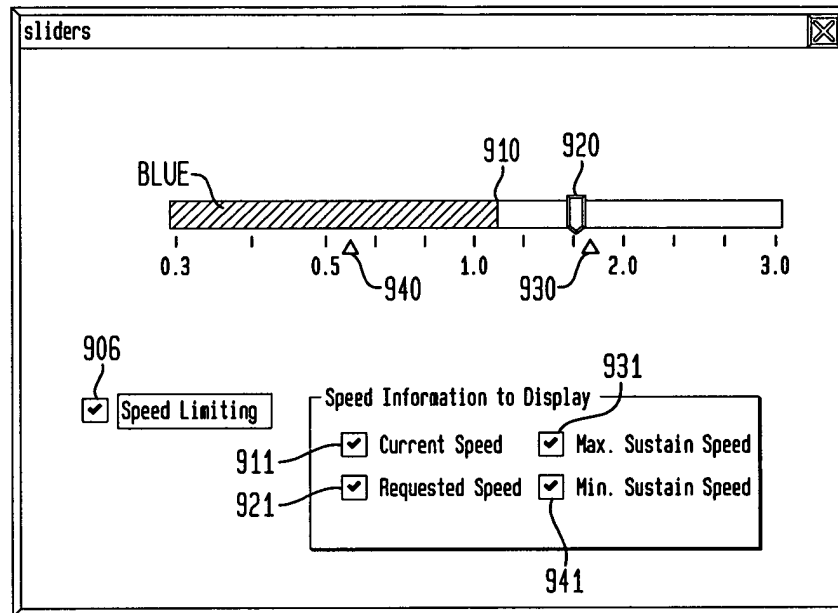 sliders
910
920
BLUE
0.3
0.5
1.0
2.0
3.0
940
930
906
931
Speed Limiting
Speed Information to Display
911
Current Speed
Max. Sustain Speed
921
Requested Speed
Min. Sustain Speed
941